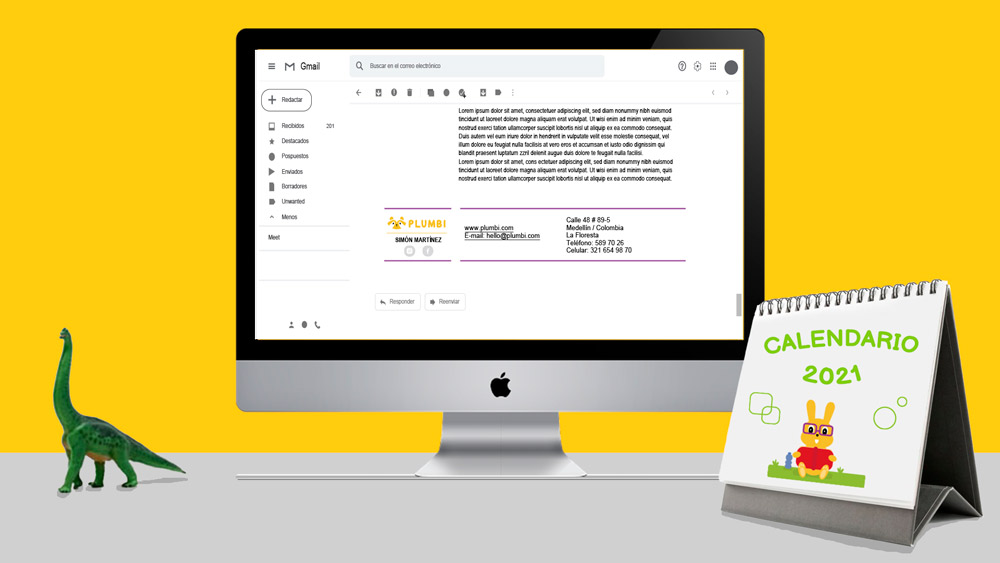 Gmail
Buscar en el correo electrónico
Redactar
Recibidos 201
Destacados
Pospuestos
Enviados
Borradores
Unwanted
Menos
Meet
Lorem ipsum dolor sit amet, consectetuer adipiscing elit, sed diam nonummy nibh euismod
tincidunt ut laoreet dolore magna aliquam erat volutpat. Ut wisi enim ad minim veniam, quis
nostrud exerci tation ullamcorper suscipit lobortis nisl ut aliquip ex ea commodo consequat.
Duis autem vel eum iriure dolor in hendrerit in vulputate velit esse molestie consequat, vel
illum dolore eu feugiat nulla facilisis at vero eros et accumsan et iusto odio dignissim qui
blandit praesent luptatum zzril delenit augue duis dolore te feugait nulla facilisi.
Lorem ipsum dolor sit amet, cons ectetuer adipiscing elit, sed diam nonummy nibh euismod
tincidunt ut laoreet dolore magna aliquam erat volutpat. Ut wisi enim ad minim veniam, quis
nostrud exerci tation ullamcorper suscipit lobortis nisl ut aliquip ex ea commodo consequat.
PLUMBI
SIMÓN MARTÍNEZ
www.plumbi.com
E-mail: hello@plumbi.com
Calle 48 # 89-5
Medellín / Colombia
La Floresta
Teléfono: 589 70 26
Celular: 321 654 98 70
Responder
Reenviar
CALENDARIO
2021